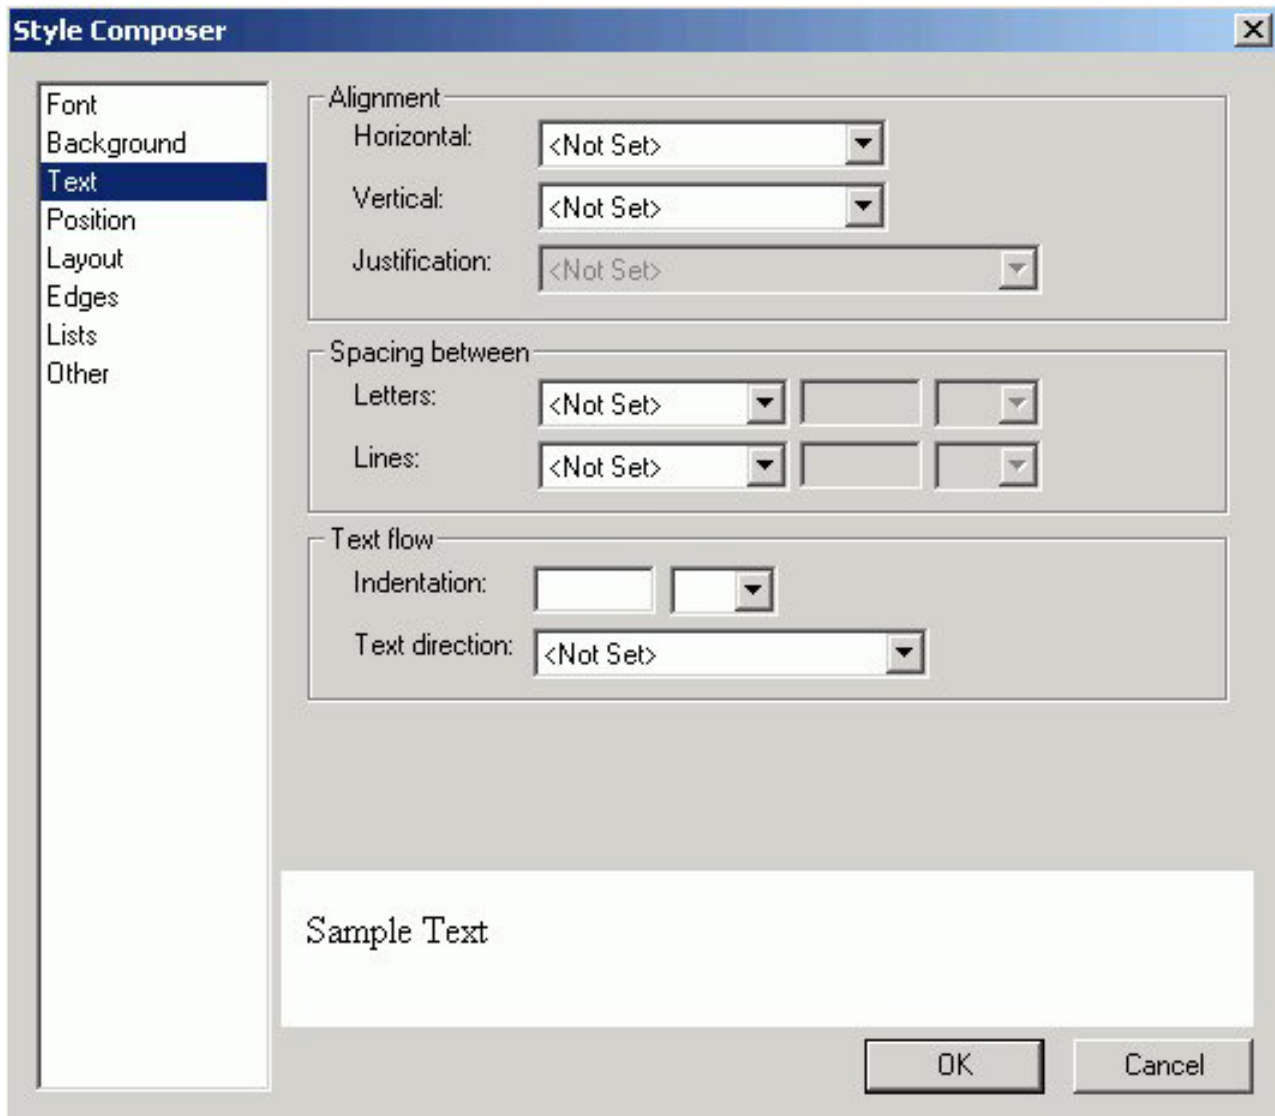 Style Composer
Font
Background
Text
Position
Layout
Edges
Lists
Other
Alignment
Horizontal: <Not Set>
Vertical: <Not Set>
Justification: <Not Set>
Spacing between
Letters: <Not Set>
Lines: <Not Set>
Text flow
Indentation:
Text direction: <Not Set>
Sample Text
OK Cancel